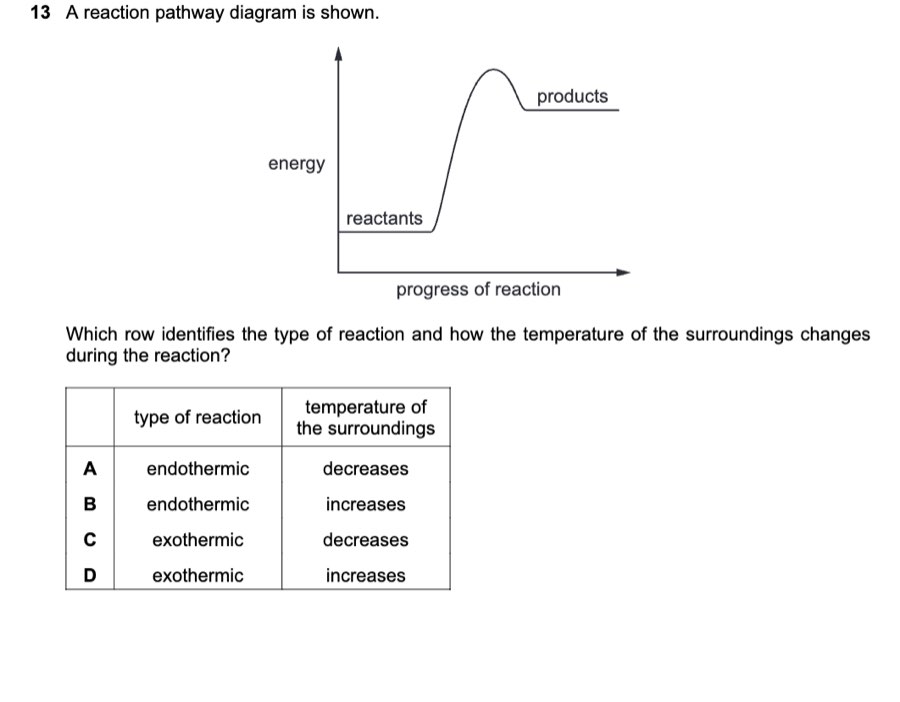 13 A reaction pathway diagram is shown.
products
energy
reactants
progress of reaction
Which row identifies the type of reaction and how the temperature of the surroundings changes
during the reaction?
type of reaction temperature of
the surroundings
A endothermic decreases
B endothermic increases
C exothermic decreases
D exothermic increases